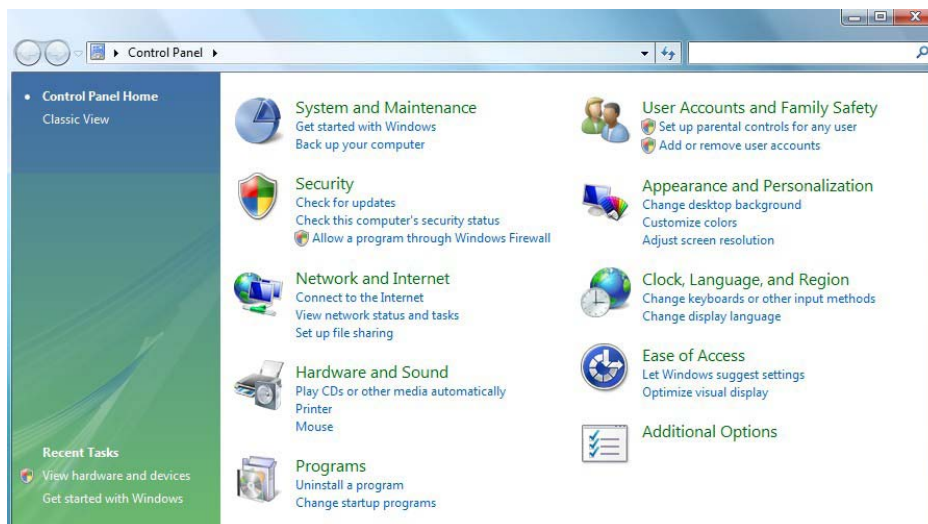 Control Panel
Control Panel Home
Classic View
Recent Tasks
View hardware and devices
Get started with Windows
System and Maintenance
Get started with Windows
Back up your computer
Security
Check for updates
Check this computer's security status
Allow a program through Windows Firewall
Network and Internet
Connect to the Internet
View network status and tasks
Set up file sharing
Hardware and Sound
Play CDs or other media automatically
Printer
Mouse
Programs
Uninstall a program
Change startup programs
User Accounts and Family Safety
Set up parental controls for any user
Add or remove user accounts
Appearance and Personalization
Change desktop background
Customize colors
Adjust screen resolution
Clock, Language, and Region
Change keyboards or other input methods
Change display language
Ease of Access
Let Windows suggest settings
Optimize visual display
Additional Options